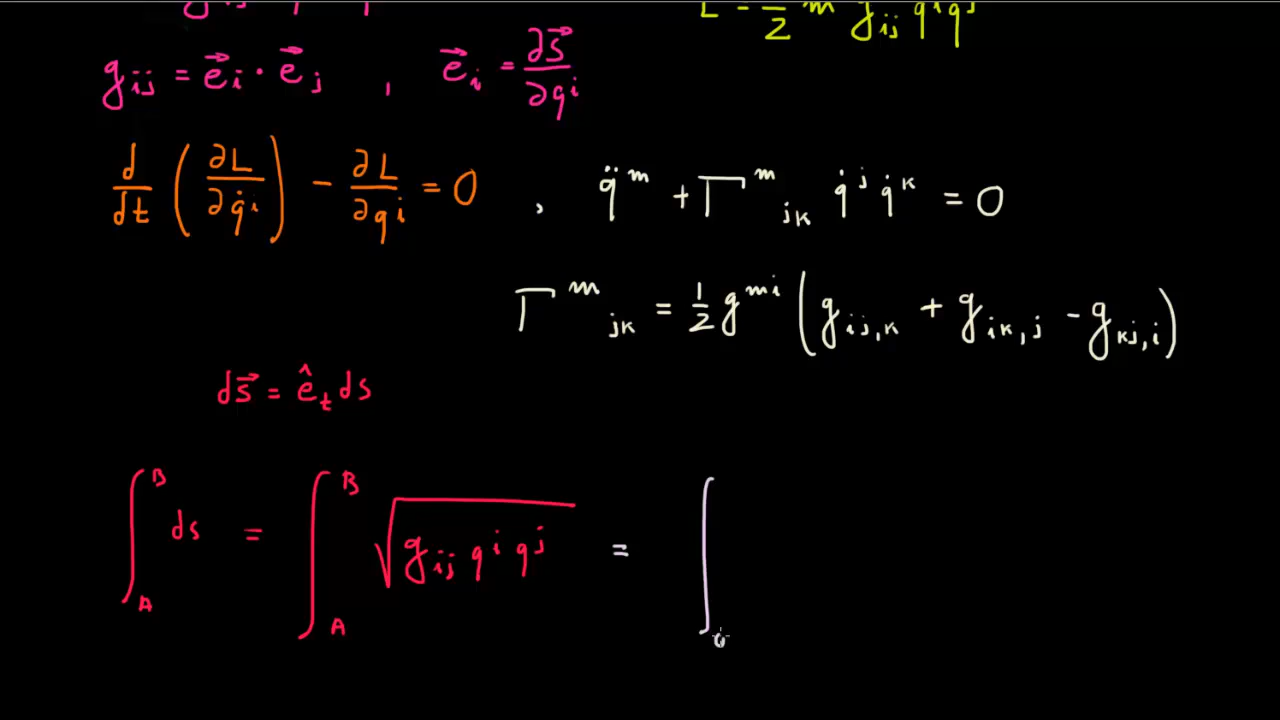 L = 1/2 m g_ij q^i q^j
g_ij = e⃗_i · e⃗_j , e⃗_i = ∂s⃗/∂q^i
d/dt (∂L/∂q̇^i) − ∂L/∂q^i = 0 , q̈^m + Γ^m_jk q̇^j q̇^k = 0
Γ^m_jk = 1/2 g^mi (g_ij,k + g_ik,j − g_kj,i)
ds⃗ = ê_t ds
∫_A^B ds = ∫_A^B √(g_ij q^i q^j) = ∫